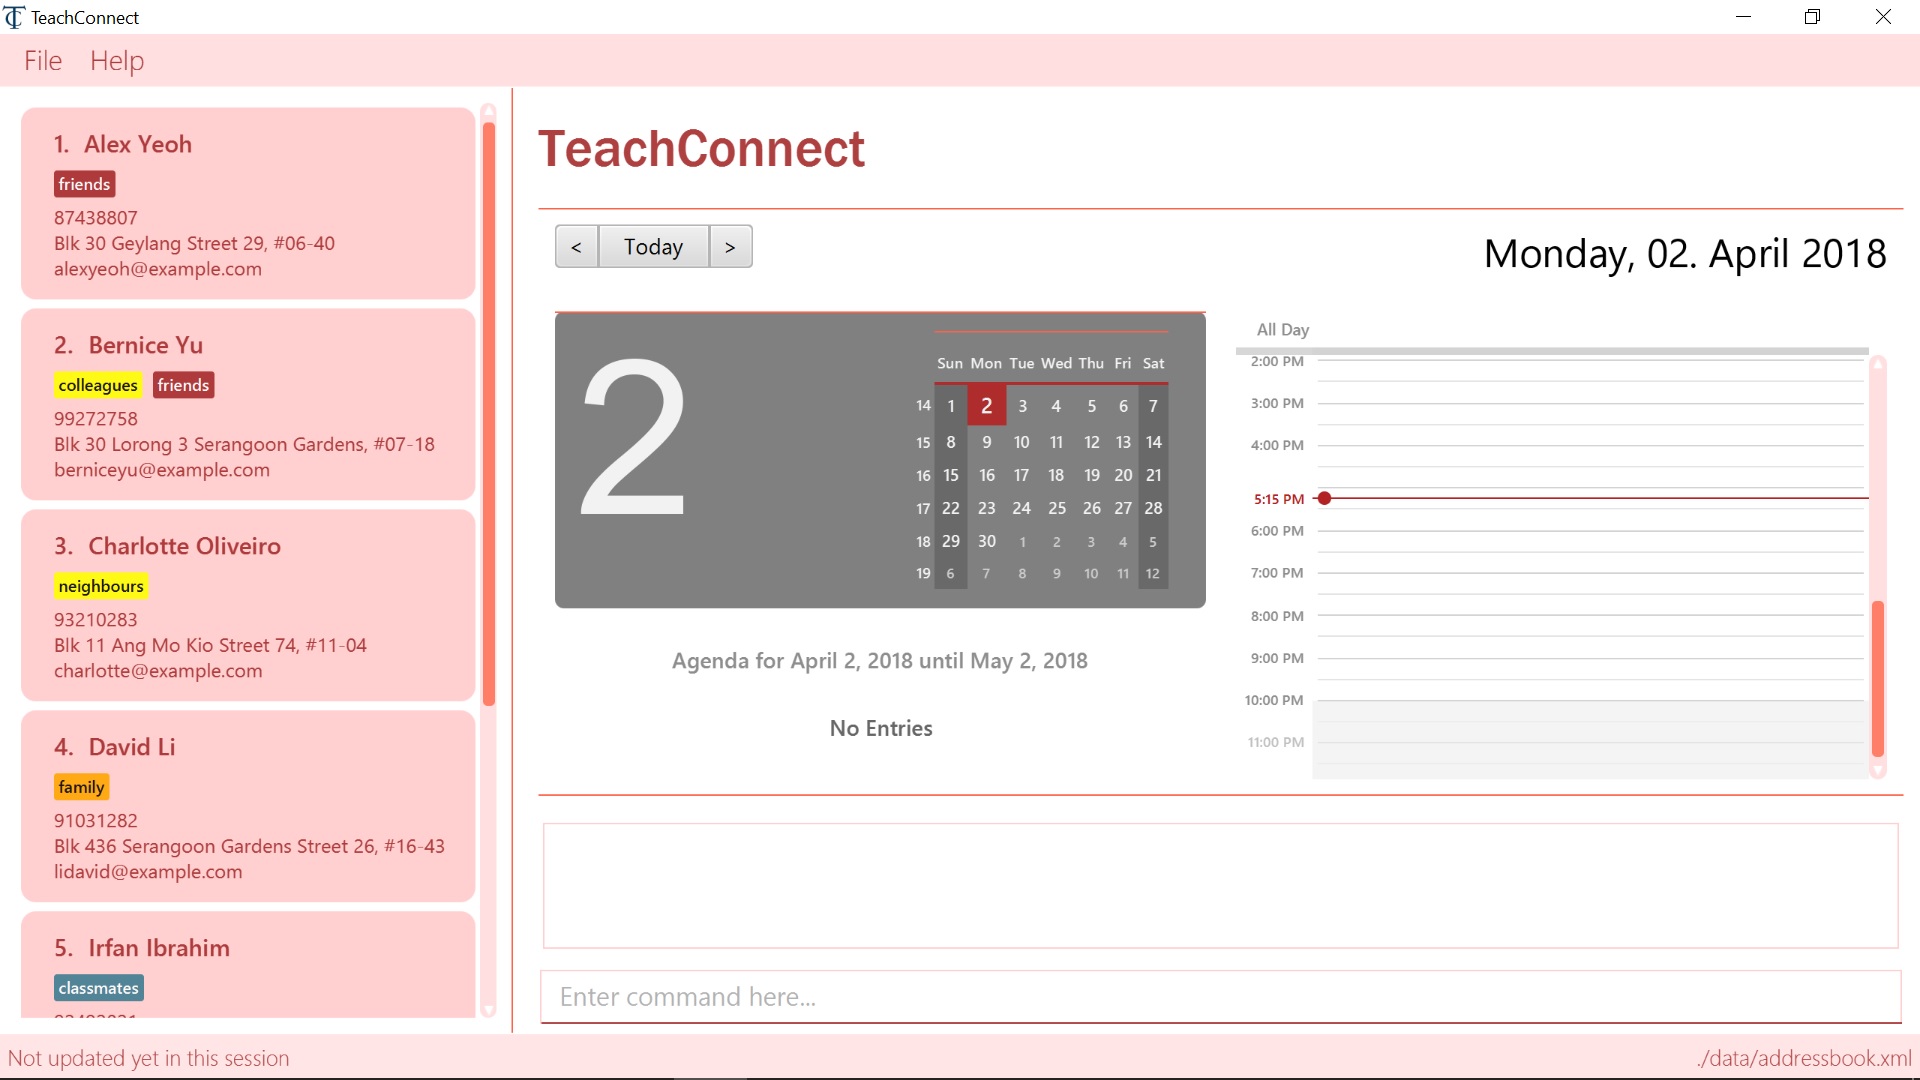 TeachConnect
File Help
1. Alex Yeoh
friends
87438807
Blk 30 Geylang Street 29, #06-40
alexyeoh@example.com
2. Bernice Yu
colleagues friends
99272758
Blk 30 Lorong 3 Serangoon Gardens, #07-18
berniceyu@example.com
3. Charlotte Oliveiro
neighbours
93210283
Blk 11 Ang Mo Kio Street 74, #11-04
charlotte@example.com
4. David Li
family
91031282
Blk 436 Serangoon Gardens Street 26, #16-43
lidavid@example.com
5. Irfan Ibrahim
classmates
TeachConnect
< Today >
Monday, 02. April 2018
2
Sun Mon Tue Wed Thu Fri Sat
14 1 2 3 4 5 6 7
15 8 9 10 11 12 13 14
16 15 16 17 18 19 20 21
17 22 23 24 25 26 27 28
18 29 30 1 2 3 4 5
19 6 7 8 9 10 11 12
Agenda for April 2, 2018 until May 2, 2018
No Entries
All Day
2:00 PM
3:00 PM
4:00 PM
5:15 PM
6:00 PM
7:00 PM
8:00 PM
9:00 PM
10:00 PM
11:00 PM
Enter command here...
Not updated yet in this session
./data/addressbook.xml